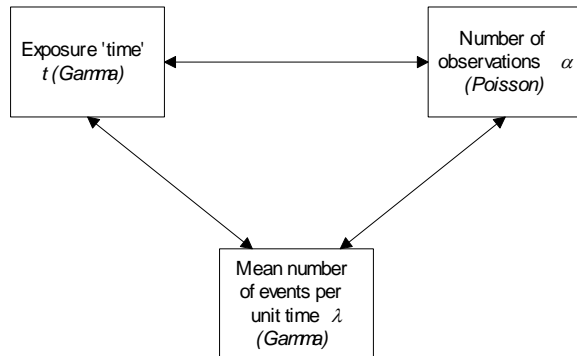 Exposure 'time'
t (Gamma)
Number of
observations α
(Poisson)
Mean number
of events per
unit time λ
(Gamma)